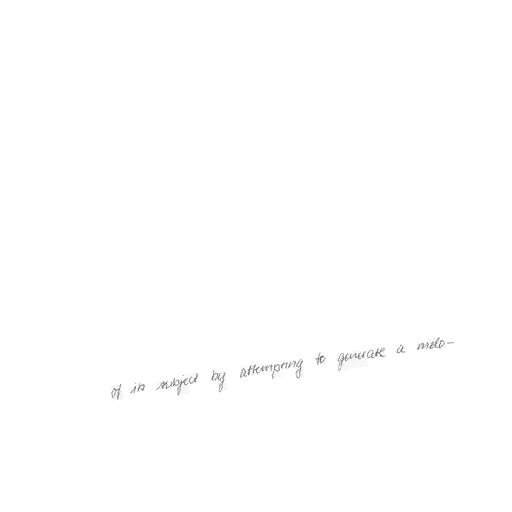 of its subject by attempting to generate a melo-